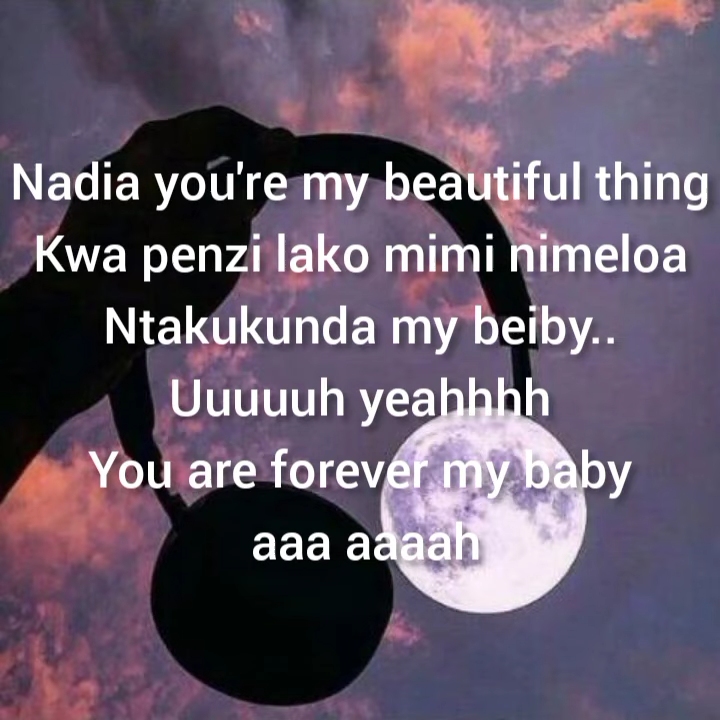 Nadia you're my beautiful thing
Kwa penzi lako mimi nimeloa
Ntakukunda my beiby..
Uuuuuh yeahhhh
You are forever my baby
aaa aaaah